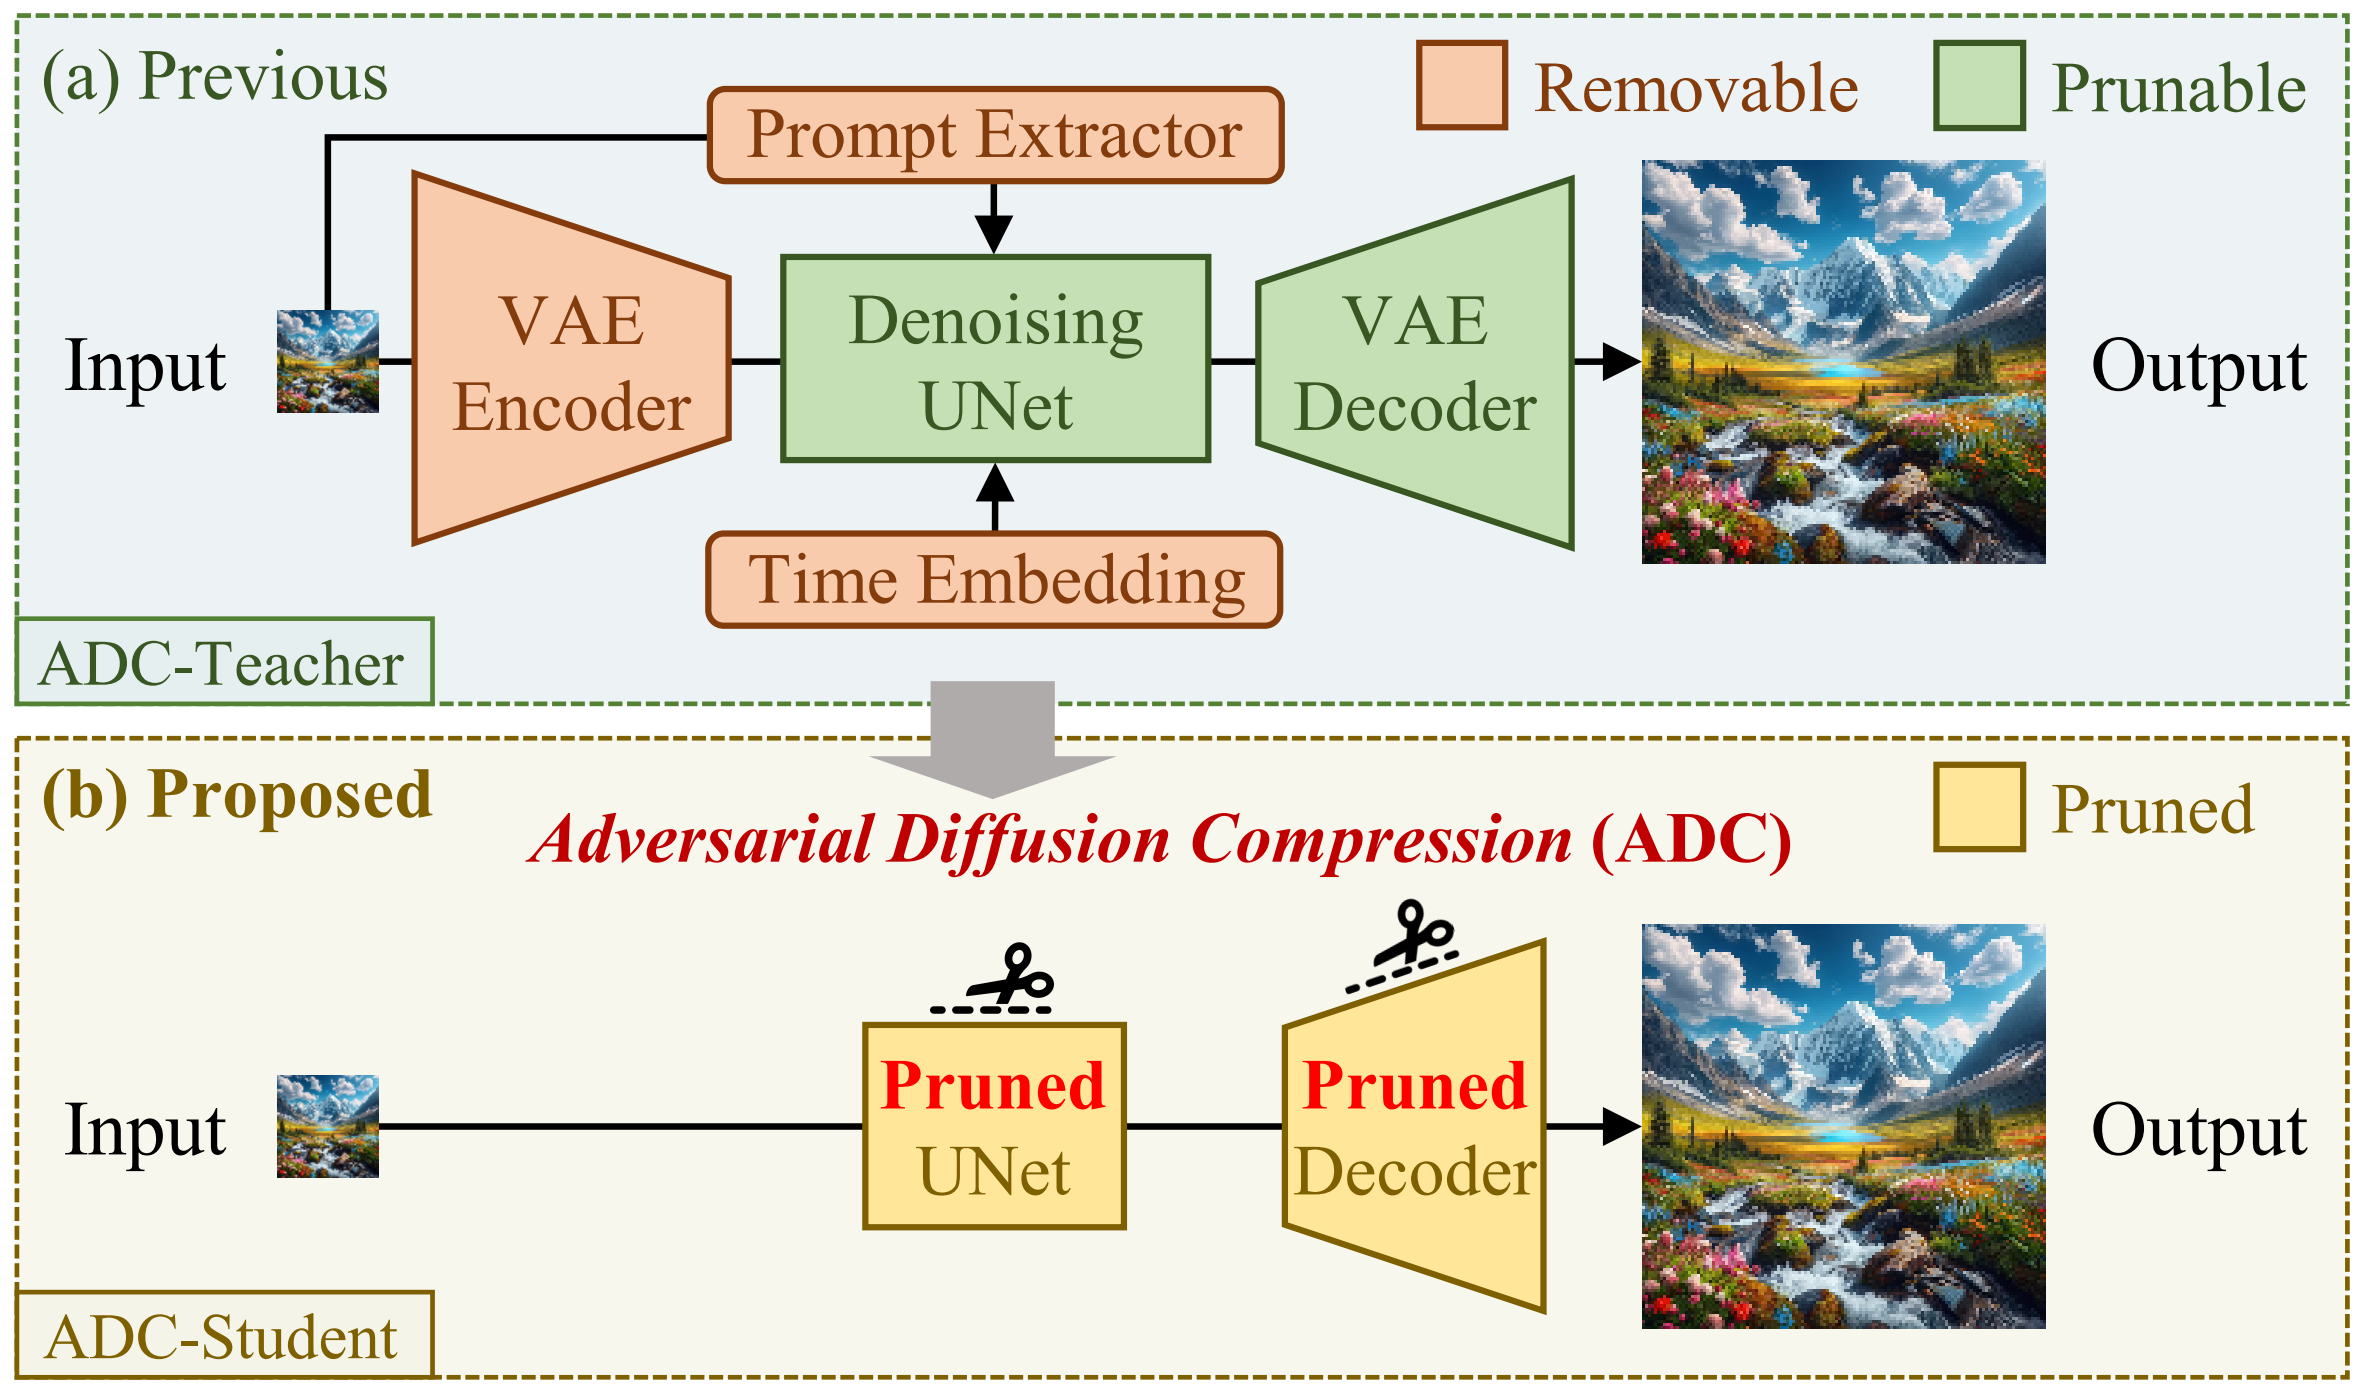 (a) Previous
Removable
Prunable
Prompt Extractor
Input
VAE
Encoder
Denoising
UNet
VAE
Decoder
Output
Time Embedding
ADC-Teacher
(b) Proposed
Pruned
Adversarial Diffusion Compression (ADC)
Input
Pruned
UNet
Pruned
Decoder
Output
ADC-Student